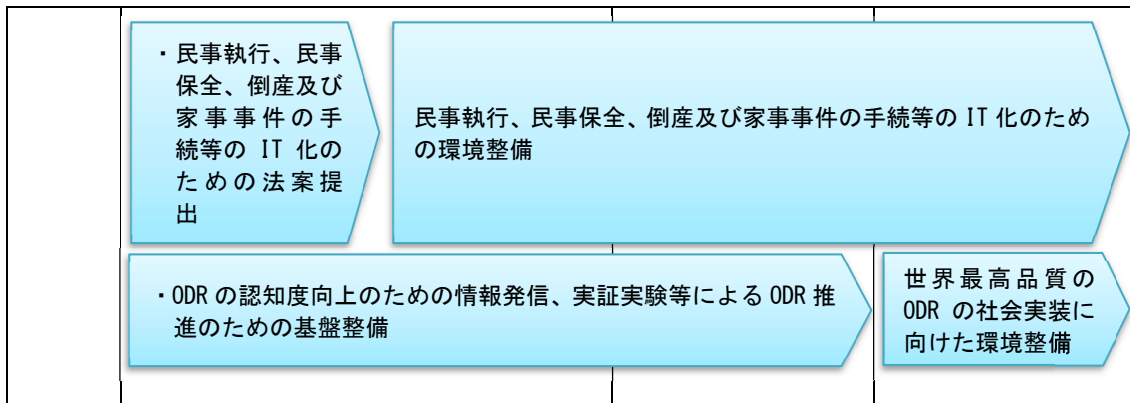 ・民事執行、民事
保全、倒産及び
家事事件の手
続等の IT 化の
ための法案提
出
民事執行、民事保全、倒産及び家事事件の手続等の IT 化のため
の環境整備
・ODR の認知度向上のための情報発信、実証実験等による ODR 推
進のための基盤整備
世界最高品質の
ODR の社会実装に
向けた環境整備